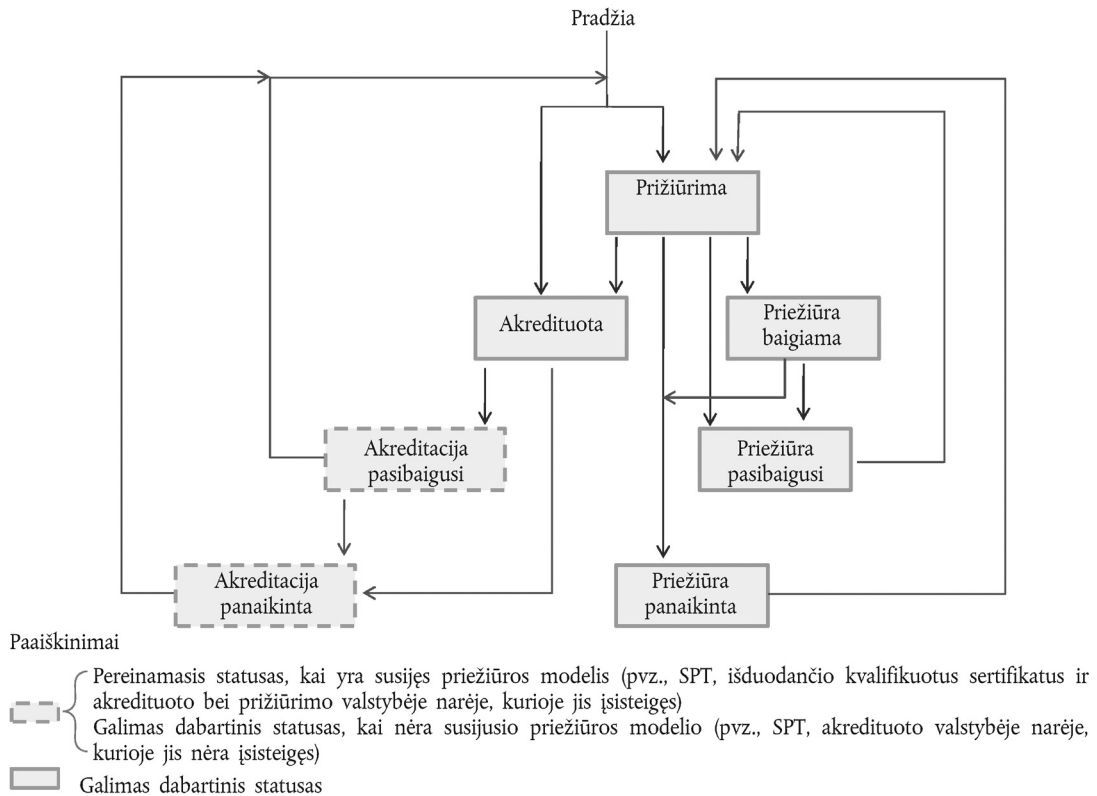 Pradžia
Prižiūrima
Akredituota
Priežiūra
baigiama
Akreditacija
pasibaigusi
Priežiūra
pasibaigusi
Akreditacija
panaikinta
Priežiūra
panaikinta
Paaiškinimai
Pereinamasis statusas, kai yra susijęs priežiūros modelis (pvz., SPT, išduodančio kvalifikuotus sertifikatus ir
akredituoto bei prižiūrimo valstybėje narėje, kurioje jis įsisteigęs)
Galimas dabartinis statusas, kai nėra susijusio priežiūros modelio (pvz., SPT, akredituoto valstybėje narėje,
kurioje jis nėra įsisteigęs)
Galimas dabartinis statusas